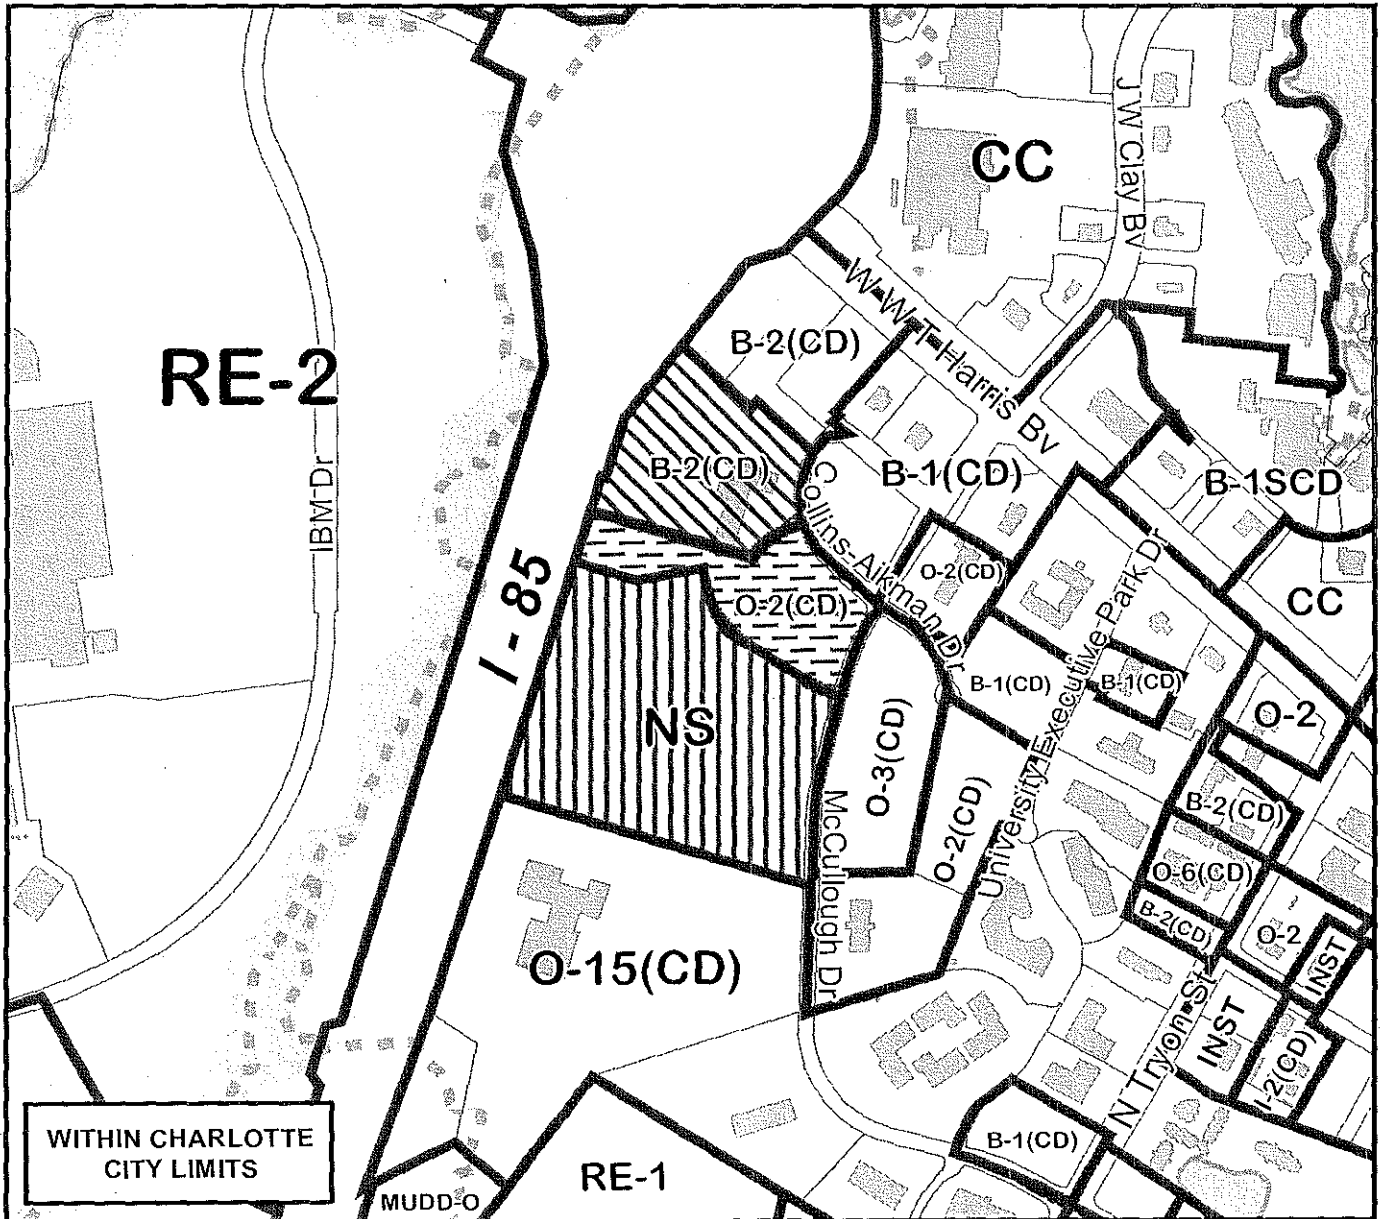 CC
J W Clay Bv
W W T Harris Bv
RE-2
B-2(CD)
IBM Dr
B-2(CD)
Collins-Aikman Dr
B-1(CD)
B-1SCD
I - 85
O-2(CD)
O-2(CD)
University Executive Park Dr
CC
NS
B-1(CD)
B-1(CD)
O-3(CD)
O-2
McCullough Dr
O-2(CD)
B-2(CD)
O-6(CD)
B-2(CD)
O-2
INST
O-15(CD)
N Tryon St
INST
I-2(CD)
WITHIN CHARLOTTE
CITY LIMITS
B-1(CD)
RE-1
MUDD-O